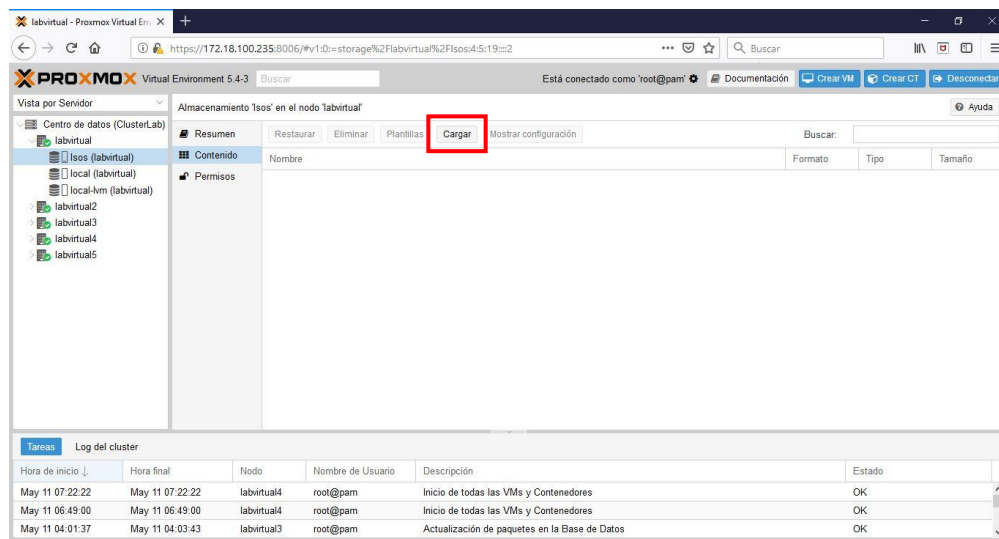 labvirtual - Proxmox Virtual En
https://172.18.100.235:8006/#v1:0:=storage%2Flabvirtual%2FIsos:4:5:19::::2
Buscar
PROXMOX Virtual Environment 5.4-3 Buscar Está conectado como 'root@pam' Documentación Crear VM Crear CT Desconectar
Vista por Servidor
Almacenamiento 'Isos' en el nodo 'labvirtual'
Ayuda
Centro de datos (ClusterLab)
labvirtual
Isos (labvirtual)
local (labvirtual)
local-lvm (labvirtual)
labvirtual2
labvirtual3
labvirtual4
labvirtual5
Resumen
Contenido
Permisos
Restaurar Eliminar Plantillas Cargar Mostrar configuración Buscar:
Nombre Formato Tipo Tamaño
Tareas Log del cluster
Hora de inicio ↓ Hora final Nodo Nombre de Usuario Descripción Estado
May 11 07:22:22 May 11 07:22:22 labvirtual4 root@pam Inicio de todas las VMs y Contenedores OK
May 11 06:49:00 May 11 06:49:00 labvirtual4 root@pam Inicio de todas las VMs y Contenedores OK
May 11 04:01:37 May 11 04:03:43 labvirtual3 root@pam Actualización de paquetes en la Base de Datos OK